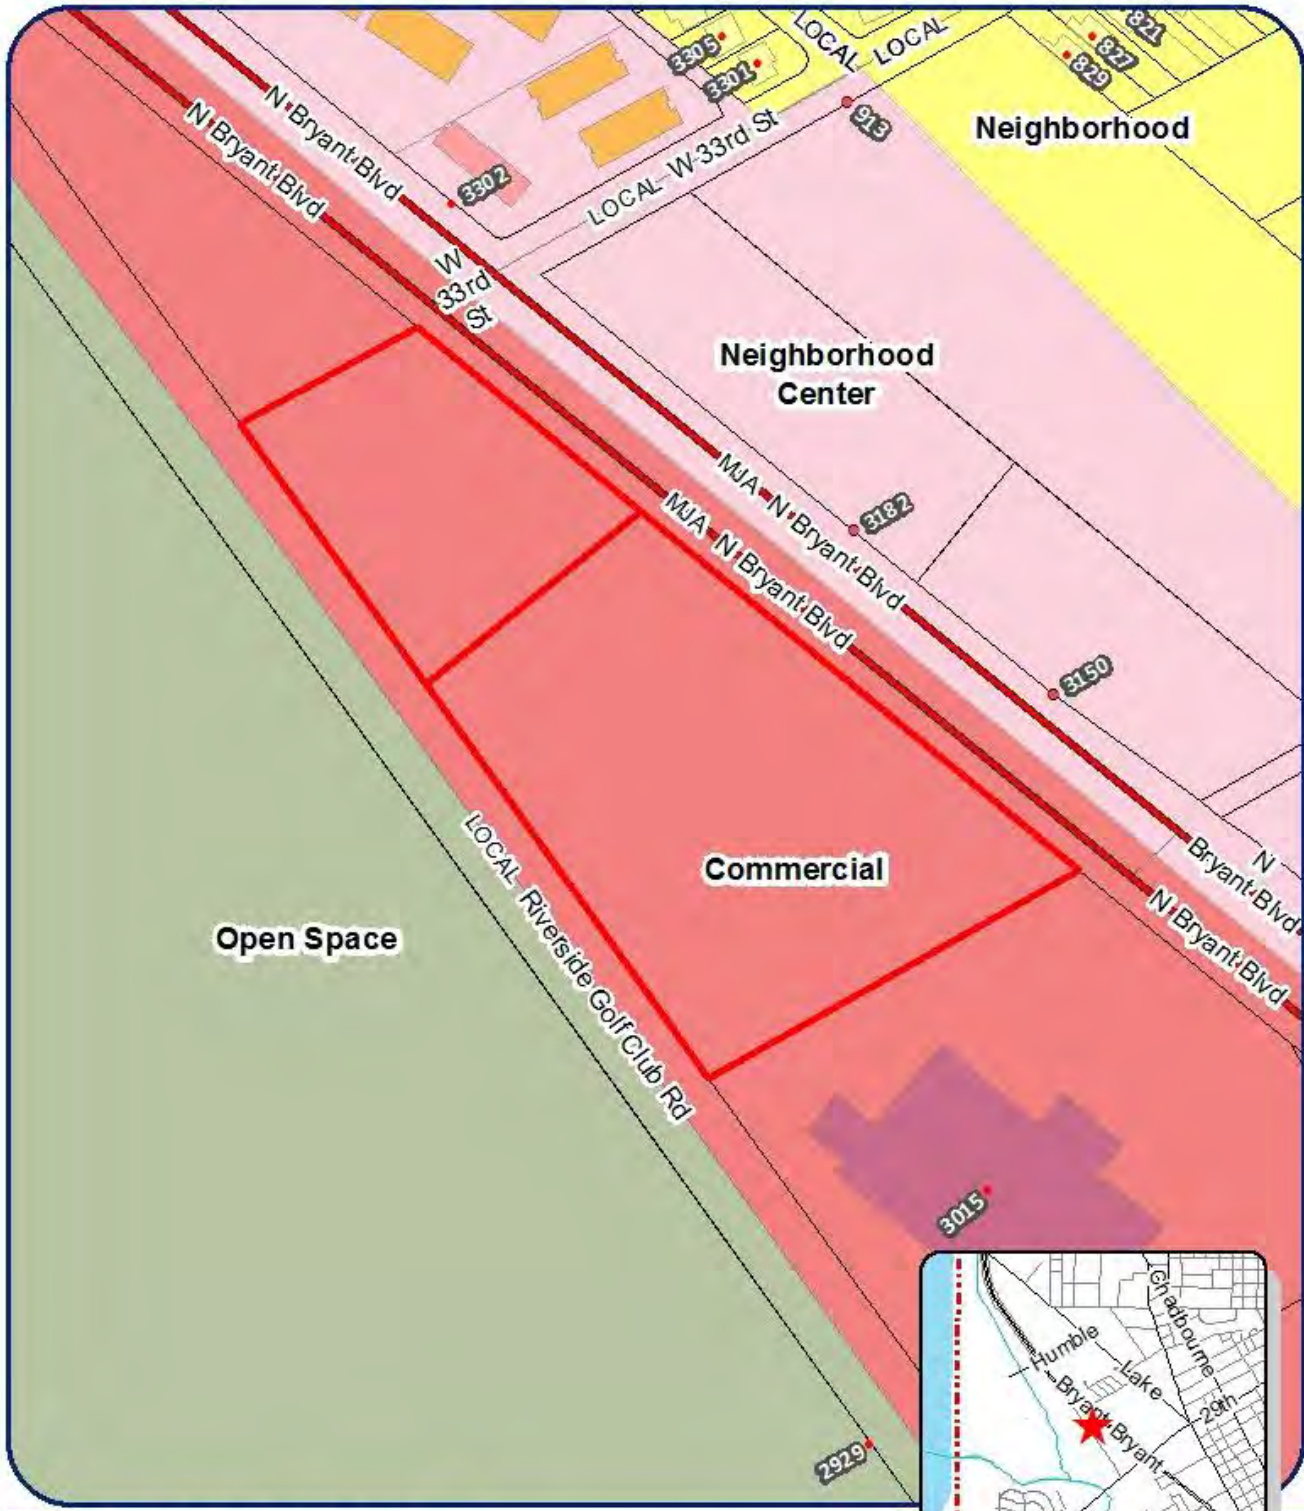 LOCAL
LOCAL
821
827
829
3305
3301
N Bryant Blvd
N Bryant Blvd
913
Neighborhood
LOCAL W 33rd St
3302
W
33rd
St
Neighborhood
Center
MJA N Bryant Blvd
3182
MJA N Bryant Blvd
3150
N
Bryant Blvd
N Bryant Blvd
Commercial
LOCAL Riverside Golf Club Rd
Open Space
3015
2929
Chadbourne
Humble
Lake
29th
Bryant
Bryant